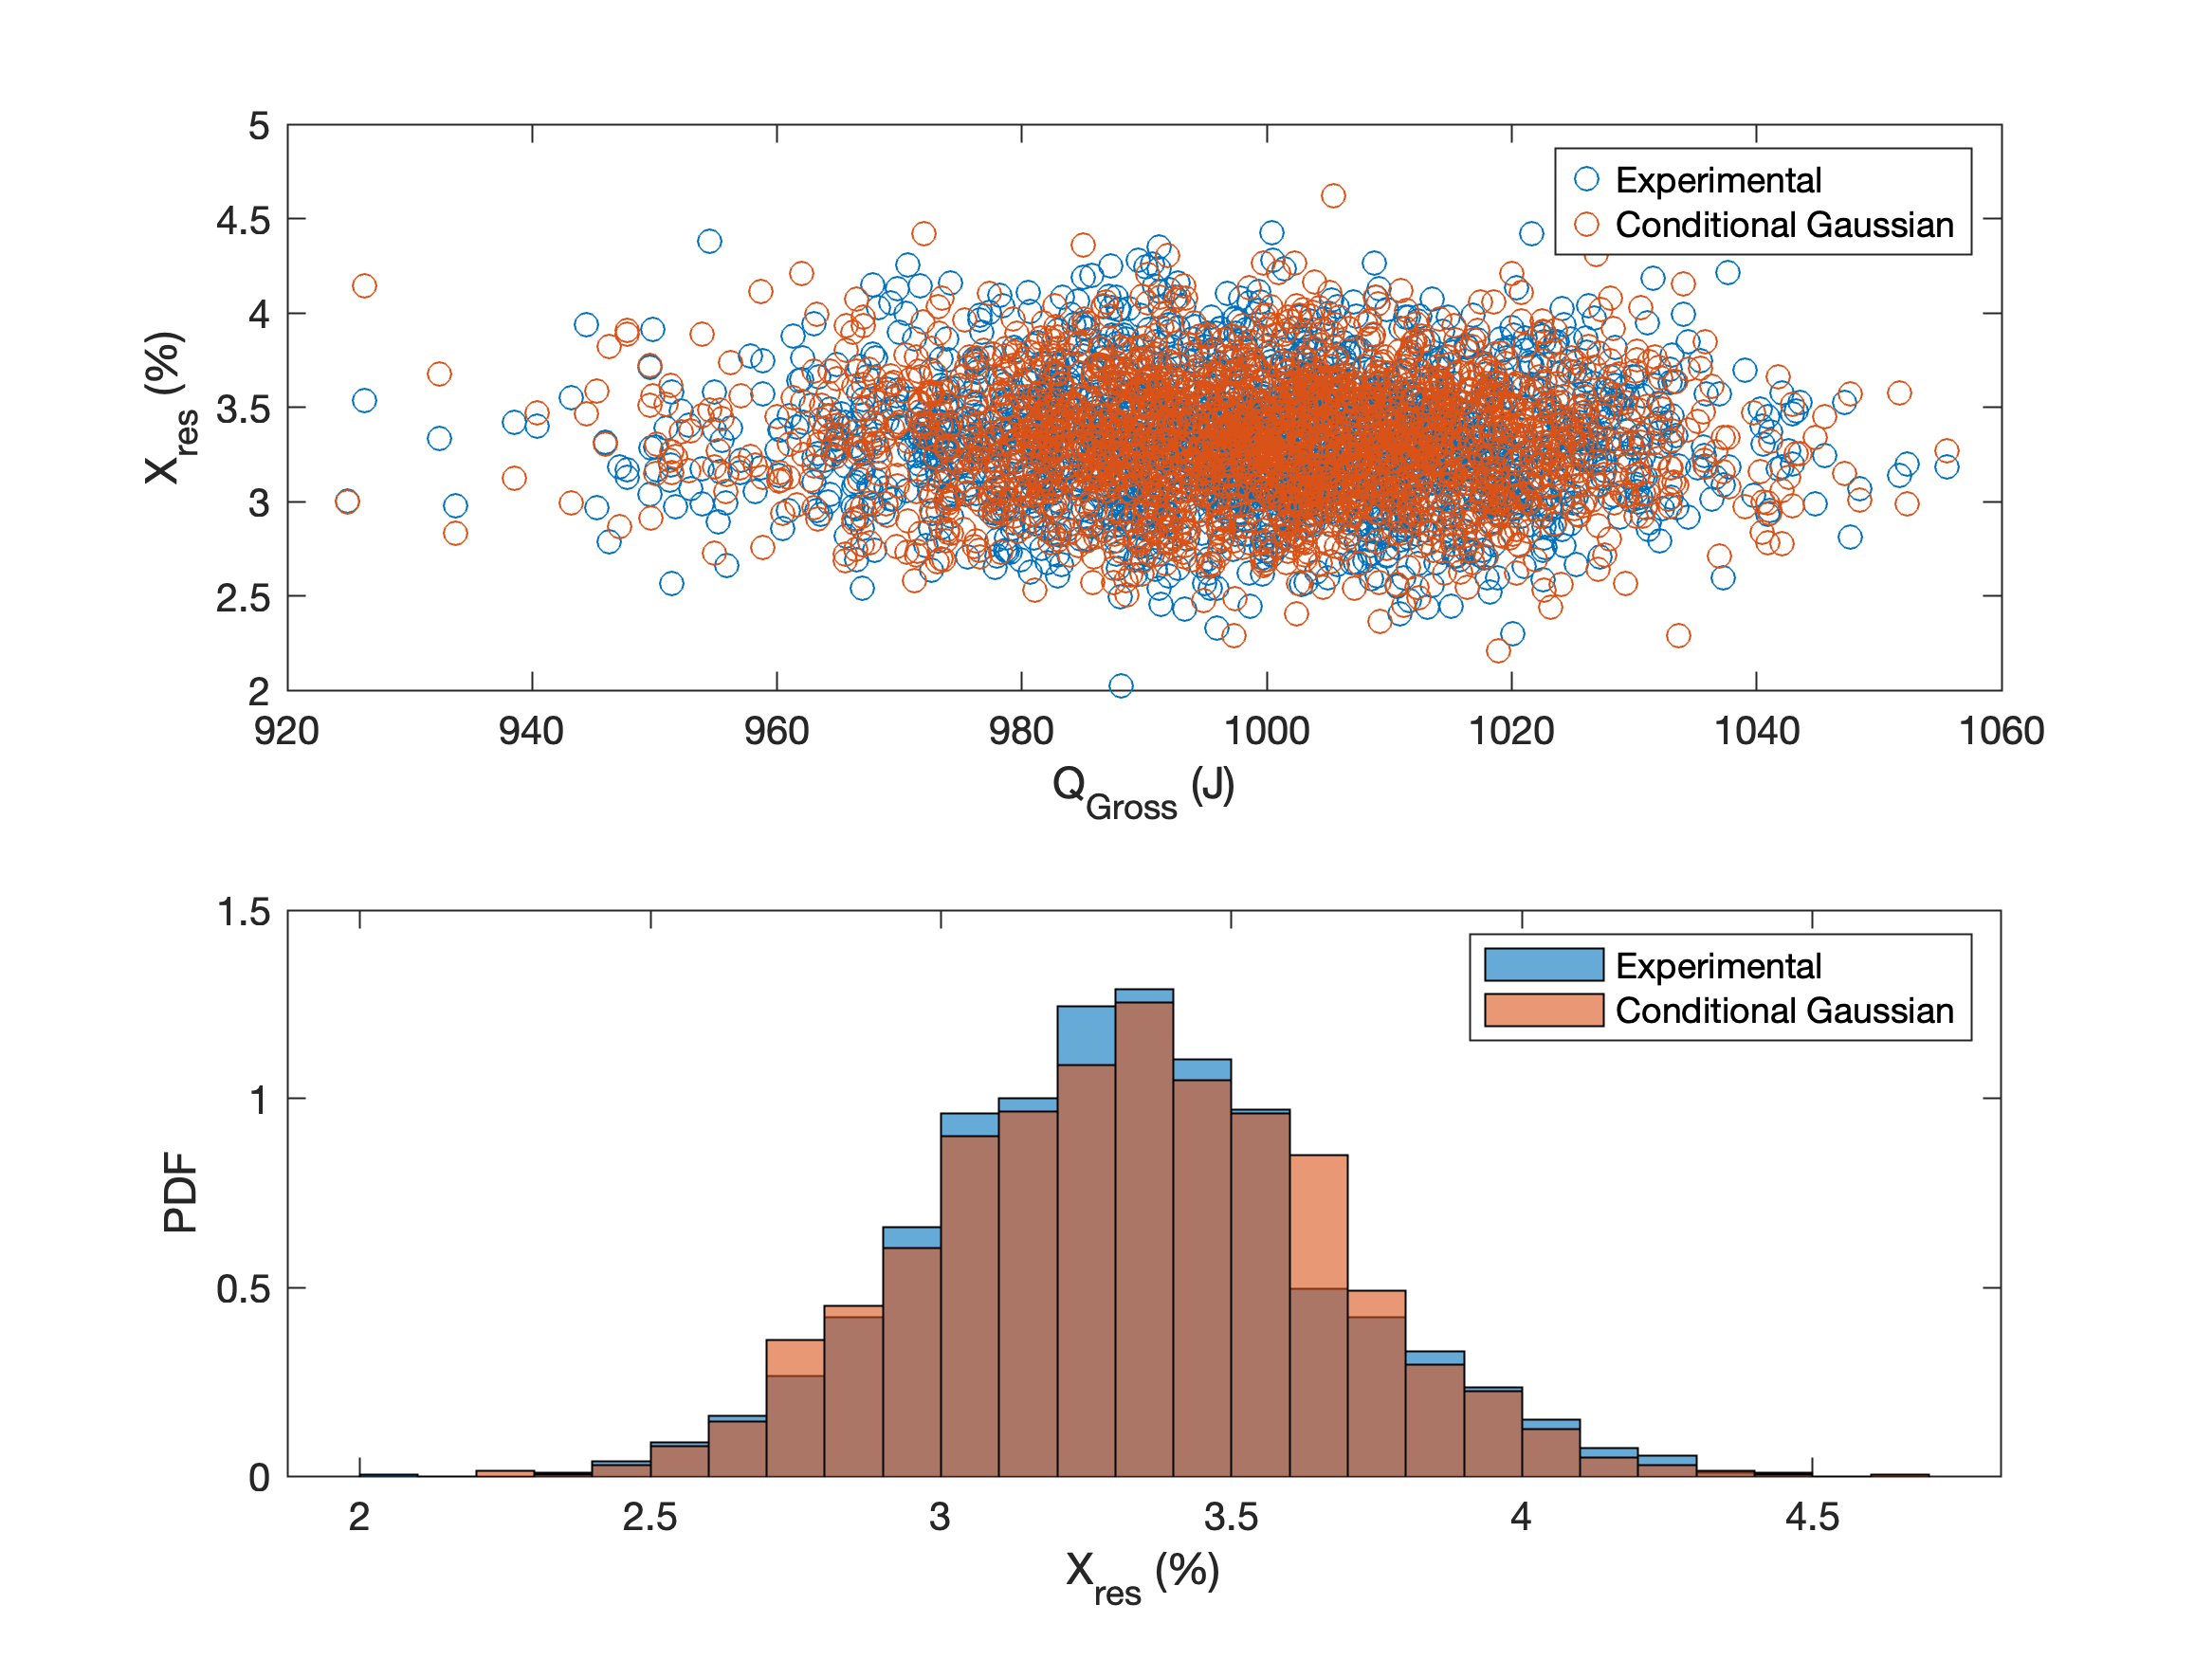 5
4.5
4
3.5
3
2.5
2
X_res (%)
Experimental
Conditional Gaussian
920 940 960 980 1000 1020 1040 1060
Q_Gross (J)
1.5
1
0.5
0
PDF
Experimental
Conditional Gaussian
2 2.5 3 3.5 4 4.5
X_res (%)